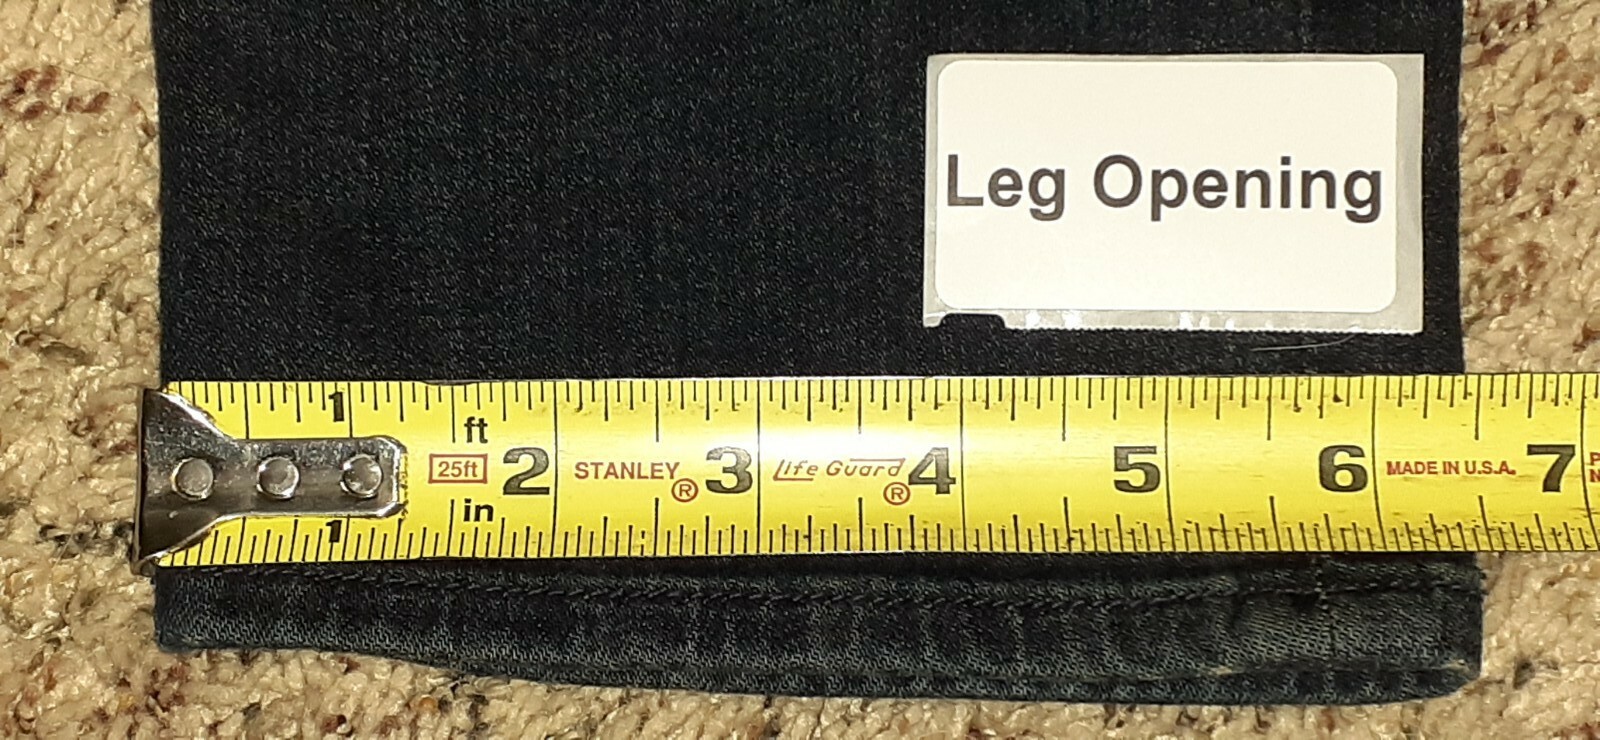 Leg Opening
1 ft
25ft 2 STANLEY® 3 Life Guard® 4 5 6 MADE IN U.S.A. 7
1 in